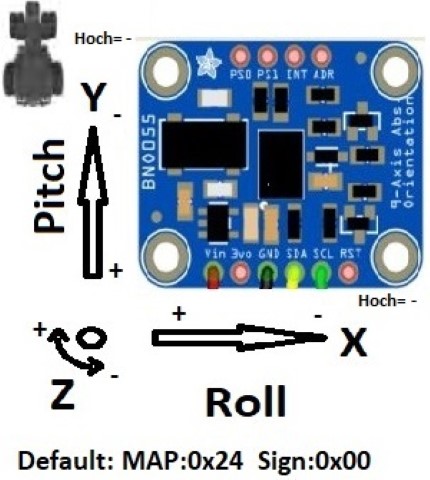 Hoch= -
PS0 PS1 INT ADR
Y
-
Pitch
BNO055
9-Axis Abs.
Orientation
+
Vin 3vo GND SDA SCL RST
Hoch= -
+
-
X
+
-
Z
Roll
Default: MAP:0x24 Sign:0x00